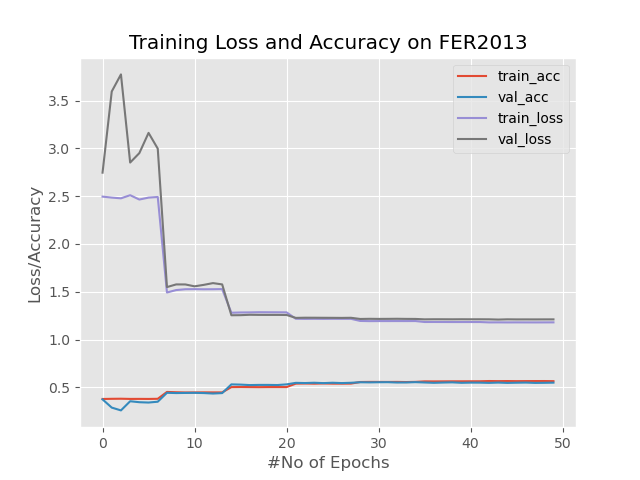 Training Loss and Accuracy on FER2013
train_acc
val_acc
train_loss
val_loss
Loss/Accuracy
3.5
3.0
2.5
2.0
1.5
1.0
0.5
0 10 20 30 40 50
#No of Epochs